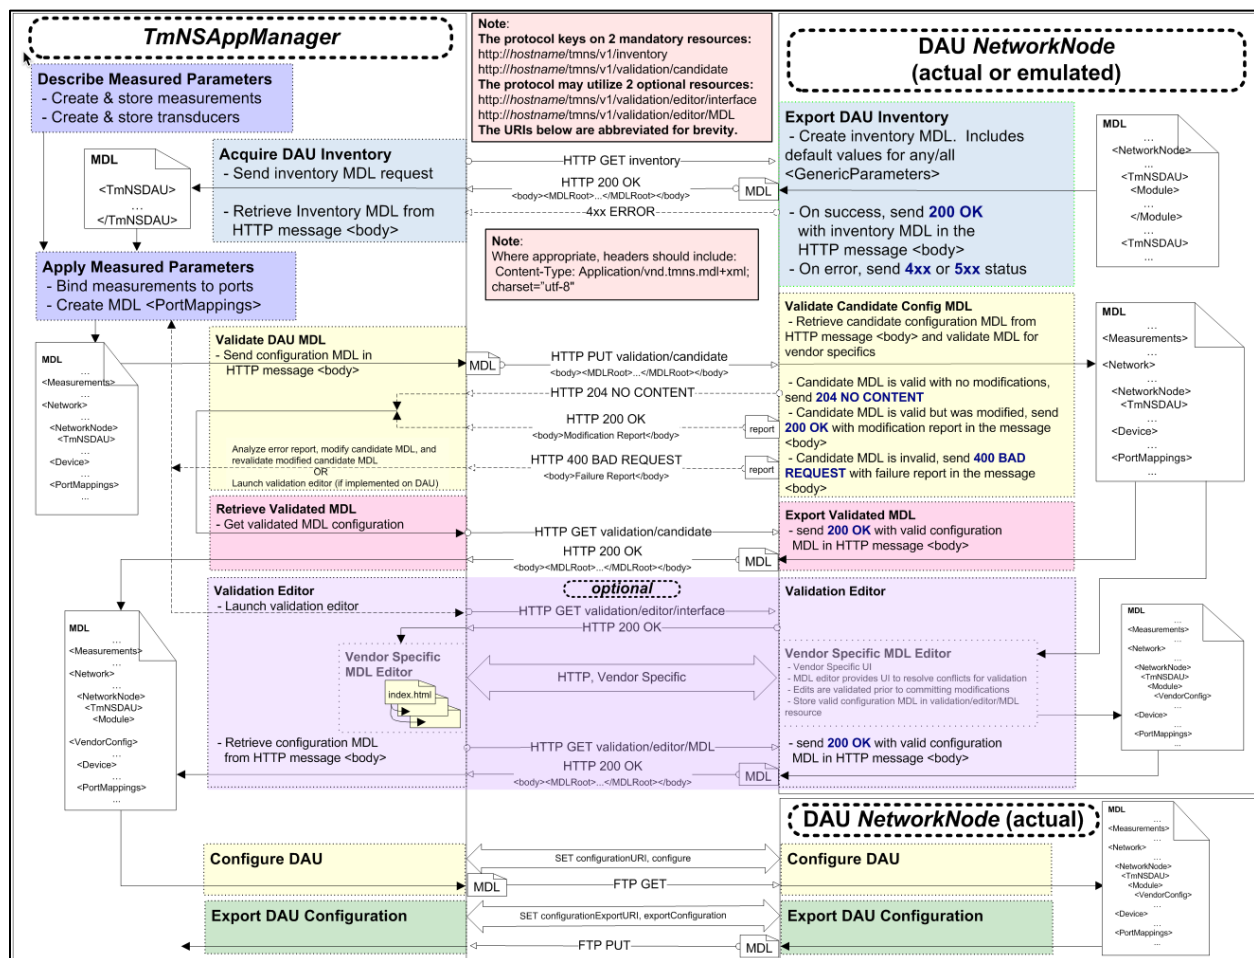 TmNSAppManager
Describe Measured Parameters
- Create & store measurements
- Create & store transducers
Note:
The protocol keys on 2 mandatory resources:
http://hostname/tmns/v1/inventory
http://hostname/tmns/v1/validation/candidate
The protocol may utilize 2 optional resources:
http://hostname/tmns/v1/validation/editor/interface
http://hostname/tmns/v1/validation/editor/MDL
The URIs below are abbreviated for brevity.
DAU NetworkNode
(actual or emulated)
MDL
<TmNSDAU>
...
</TmNSDAU>
Acquire DAU Inventory
- Send inventory MDL request
- Retrieve Inventory MDL from
HTTP message <body>
HTTP GET inventory
HTTP 200 OK
<body><MDLRoot>...</MDLRoot></body>
MDL
4xx ERROR
Export DAU Inventory
- Create inventory MDL. Includes
default values for any/all
<GenericParameters>
- On success, send 200 OK
with inventory MDL in the
HTTP message <body>
- On error, send 4xx or 5xx status
MDL
...
<NetworkNode>
...
<TmNSDAU>
<Module>
...
</Module>
...
<TmNSDAU>
...
Note:
Where appropriate, headers should include:
Content-Type: Application/vnd.tmns.mdl+xml;
charset="utf-8"
Apply Measured Parameters
- Bind measurements to ports
- Create MDL <PortMappings>
MDL
...
<Measurements>
...
<Network>
...
<NetworkNode>
<TmNSDAU>
...
<Device>
...
<PortMappings>
...
Validate DAU MDL
- Send configuration MDL in
HTTP message <body>
Analyze error report, modify candidate MDL, and
revalidate modified candidate MDL
OR
Launch validation editor (if implemented on DAU)
MDL
HTTP PUT validation/candidate
<body><MDLRoot>...</MDLRoot></body>
HTTP 204 NO CONTENT
HTTP 200 OK
<body>Modification Report</body>
report
HTTP 400 BAD REQUEST
<body>Failure Report</body>
report
Validate Candidate Config MDL
- Retrieve candidate configuration MDL from
HTTP message <body> and validate MDL for
vendor specifics
- Candidate MDL is valid with no modifications,
send 204 NO CONTENT
- Candidate MDL is valid but was modified, send
200 OK with modification report in the message
<body>
- Candidate MDL is invalid, send 400 BAD
REQUEST with failure report in the message
<body>
MDL
...
<Measurements>
...
<Network>
...
<NetworkNode>
<TmNSDAU>
...
<Device>
...
<PortMappings>
...
Retrieve Validated MDL
- Get validated MDL configuration
HTTP GET validation/candidate
HTTP 200 OK
<body><MDLRoot>...</MDLRoot></body>
MDL
Export Validated MDL
- send 200 OK with valid configuration
MDL in HTTP message <body>
Validation Editor
- Launch validation editor
optional
HTTP GET validation/editor/interface
HTTP 200 OK
Validation Editor
MDL
...
<Measurements>
...
<Network>
...
<NetworkNode>
<TmNSDAU>
<Module>
...
<VendorConfig>
...
<Device>
...
<PortMappings>
...
Vendor Specific
MDL Editor
index.html
HTTP, Vendor Specific
Vendor Specific MDL Editor
- Vendor Specific UI
- MDL editor provides UI to resolve conflicts for validation
- Edits are validated prior to committing modifications
- Store valid configuration MDL in validation/editor/MDL
resource
MDL
...
<Measurements>
...
<Network>
...
<NetworkNode>
<TmNSDAU>
<Module>
<VendorConfig>
...
<Device>
...
<PortMappings>
...
- Retrieve configuration MDL
from HTTP message <body>
HTTP GET validation/editor/MDL
HTTP 200 OK
<body><MDLRoot>...</MDLRoot></body>
MDL
- send 200 OK with valid configuration
MDL in HTTP message <body>
DAU NetworkNode (actual)
MDL
...
<Measurements>
...
<Network>
...
<NetworkNode>
<TmNSDAU>
<Module>
<VendorConfig>
...
<Device>
...
<PortMappings>
...
Configure DAU
SET configurationURI, configure
MDL
FTP GET
Configure DAU
Export DAU Configuration
SET configurationExportURI, exportConfiguration
FTP PUT
MDL
Export DAU Configuration